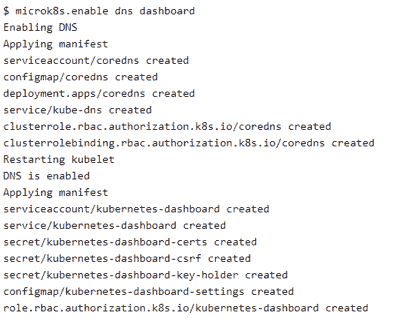 $ microk8s.enable dns dashboard
Enabling DNS
Applying manifest
serviceaccount/coredns created
configmap/coredns created
deployment.apps/coredns created
service/kube-dns created
clusterrole.rbac.authorization.k8s.io/coredns created
clusterrolebinding.rbac.authorization.k8s.io/coredns created
Restarting kubelet
DNS is enabled
Applying manifest
serviceaccount/kubernetes-dashboard created
service/kubernetes-dashboard created
secret/kubernetes-dashboard-certs created
secret/kubernetes-dashboard-csrf created
secret/kubernetes-dashboard-key-holder created
configmap/kubernetes-dashboard-settings created
role.rbac.authorization.k8s.io/kubernetes-dashboard created